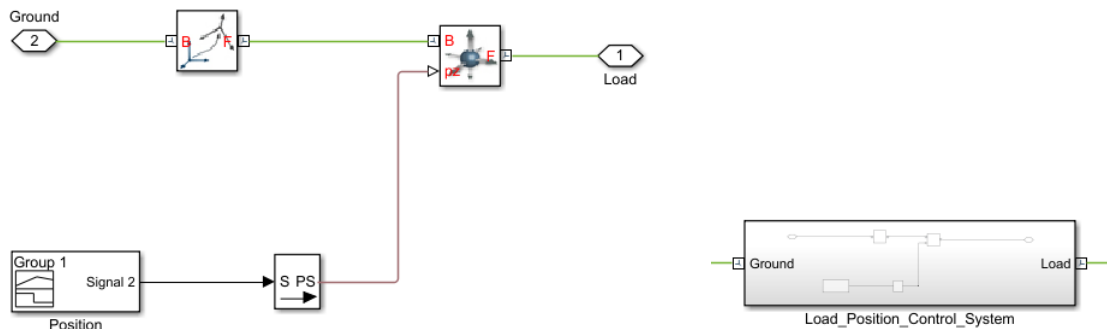 Ground
2
B F
B
pz
F
1
Load
Group 1
Signal 2
S PS
Position
Ground
Load
Load_Position_Control_System